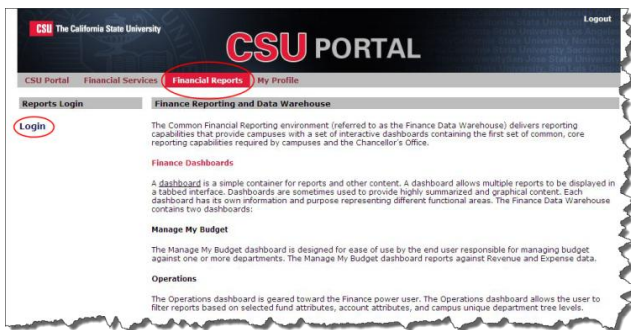 Logout
CSU The California State University
CSU PORTAL
CSU Portal Financial Services Financial Reports My Profile
Reports Login
Login
Finance Reporting and Data Warehouse
The Common Financial Reporting environment (referred to as the Finance Data Warehouse) delivers reporting
capabilities that provide campuses with a set of interactive dashboards containing the first set of common, core
reporting capabilities required by campuses and the Chancellor's Office.
Finance Dashboards
A dashboard is a simple container for reports and other content. A dashboard allows multiple reports to be displayed in
a tabbed interface. Dashboards are sometimes used to provide highly summarized and graphical content. Each
dashboard has its own information and purpose representing different functional areas. The Finance Data Warehouse
contains two dashboards:
Manage My Budget
The Manage My Budget dashboard is designed for ease of use by the end user responsible for managing budget
against one or more departments. The Manage My Budget dashboard reports against Revenue and Expense data.
Operations
The Operations dashboard is geared toward the Finance power user. The Operations dashboard allows the user to
filter reports based on selected fund attributes, account attributes, and campus unique department tree levels.